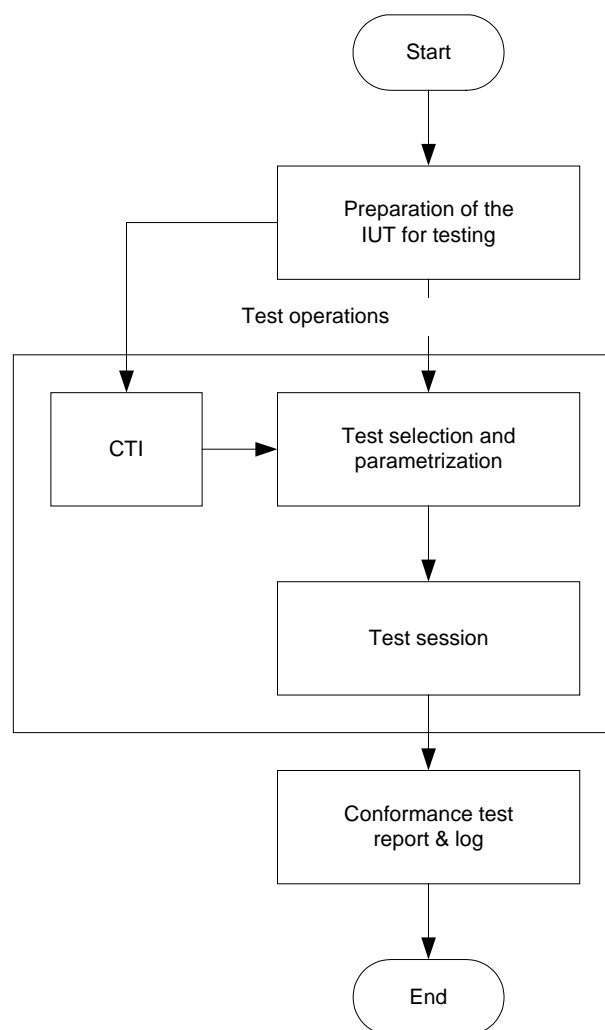 Start
Preparation of the
IUT for testing
Test operations
CTI
Test selection and
parametrization
Test session
Conformance test
report & log
End